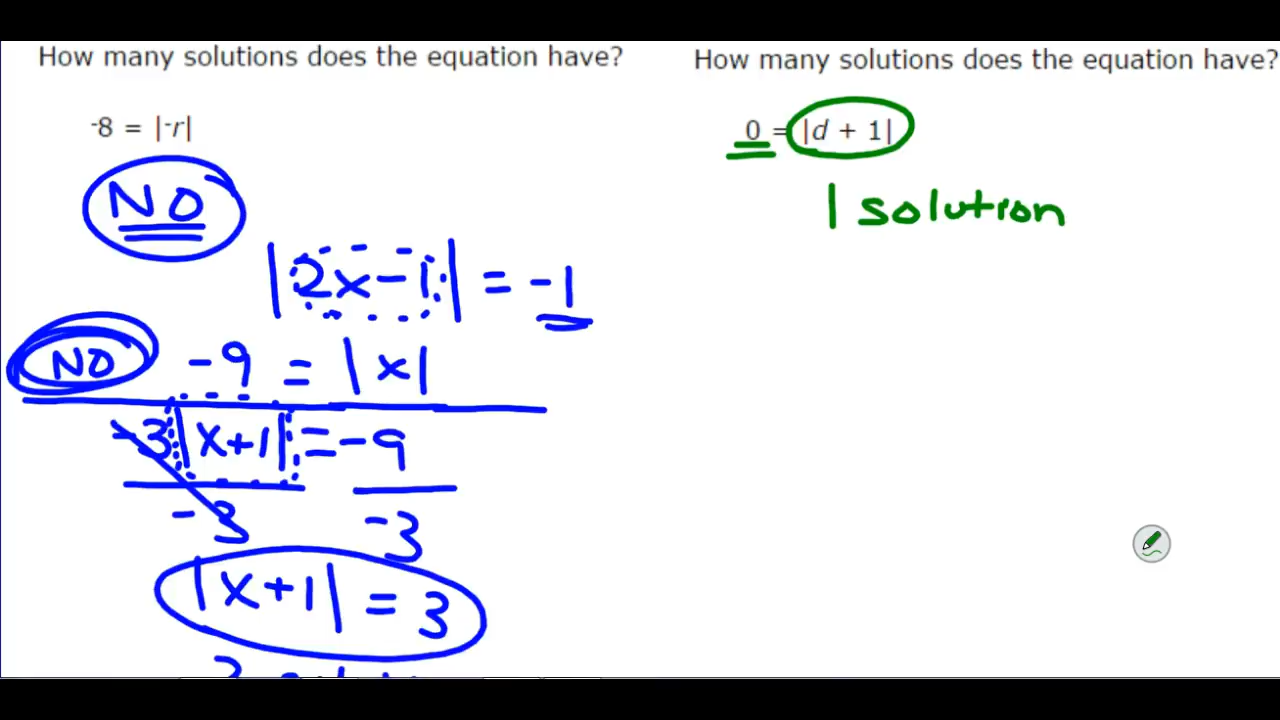 How many solutions does the equation have?
-8 = |-r|
NO
|2x-1| = -1
NO -9 = |x|
-3|x+1| = -9
-3 -3
|x+1| = 3
How many solutions does the equation have?
0 = |d + 1|
1 solution